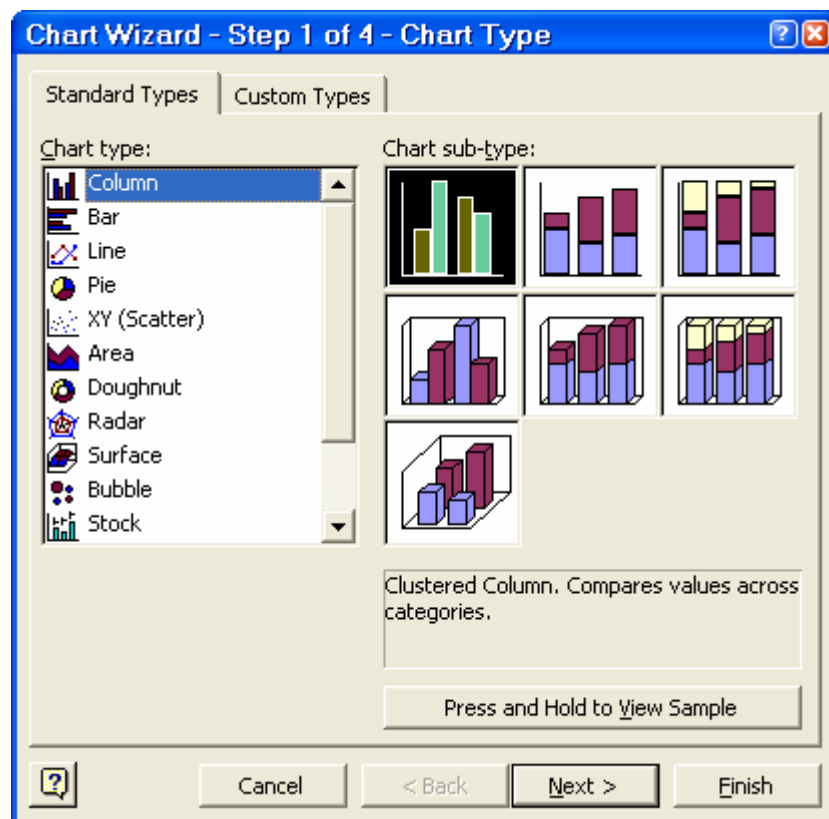 Chart Wizard - Step 1 of 4 - Chart Type
Standard Types
Custom Types
Chart type:
Column
Bar
Line
Pie
XY (Scatter)
Area
Doughnut
Radar
Surface
Bubble
Stock
Chart sub-type:
Clustered Column. Compares values across
categories.
Press and Hold to View Sample
Cancel
< Back
Next >
Finish